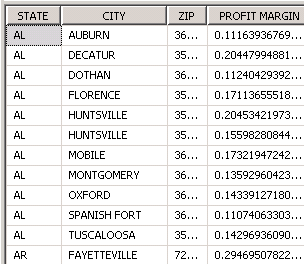 STATE CITY ZIP PROFIT MARGIN
AL AUBURN 36... 0.11163936769...
AL DECATUR 35... 0.20447994881...
AL DOTHAN 36... 0.11240429392...
AL FLORENCE 35... 0.17113655518...
AL HUNTSVILLE 35... 0.20453421973...
AL HUNTSVILLE 35... 0.15598280844...
AL MOBILE 36... 0.17321947242...
AL MONTGOMERY 36... 0.13592960423...
AL OXFORD 36... 0.14339127180...
AL SPANISH FORT 36... 0.11074063303...
AL TUSCALOOSA 35... 0.14296936090...
AR FAYETTEVILLE 72... 0.29469507822...